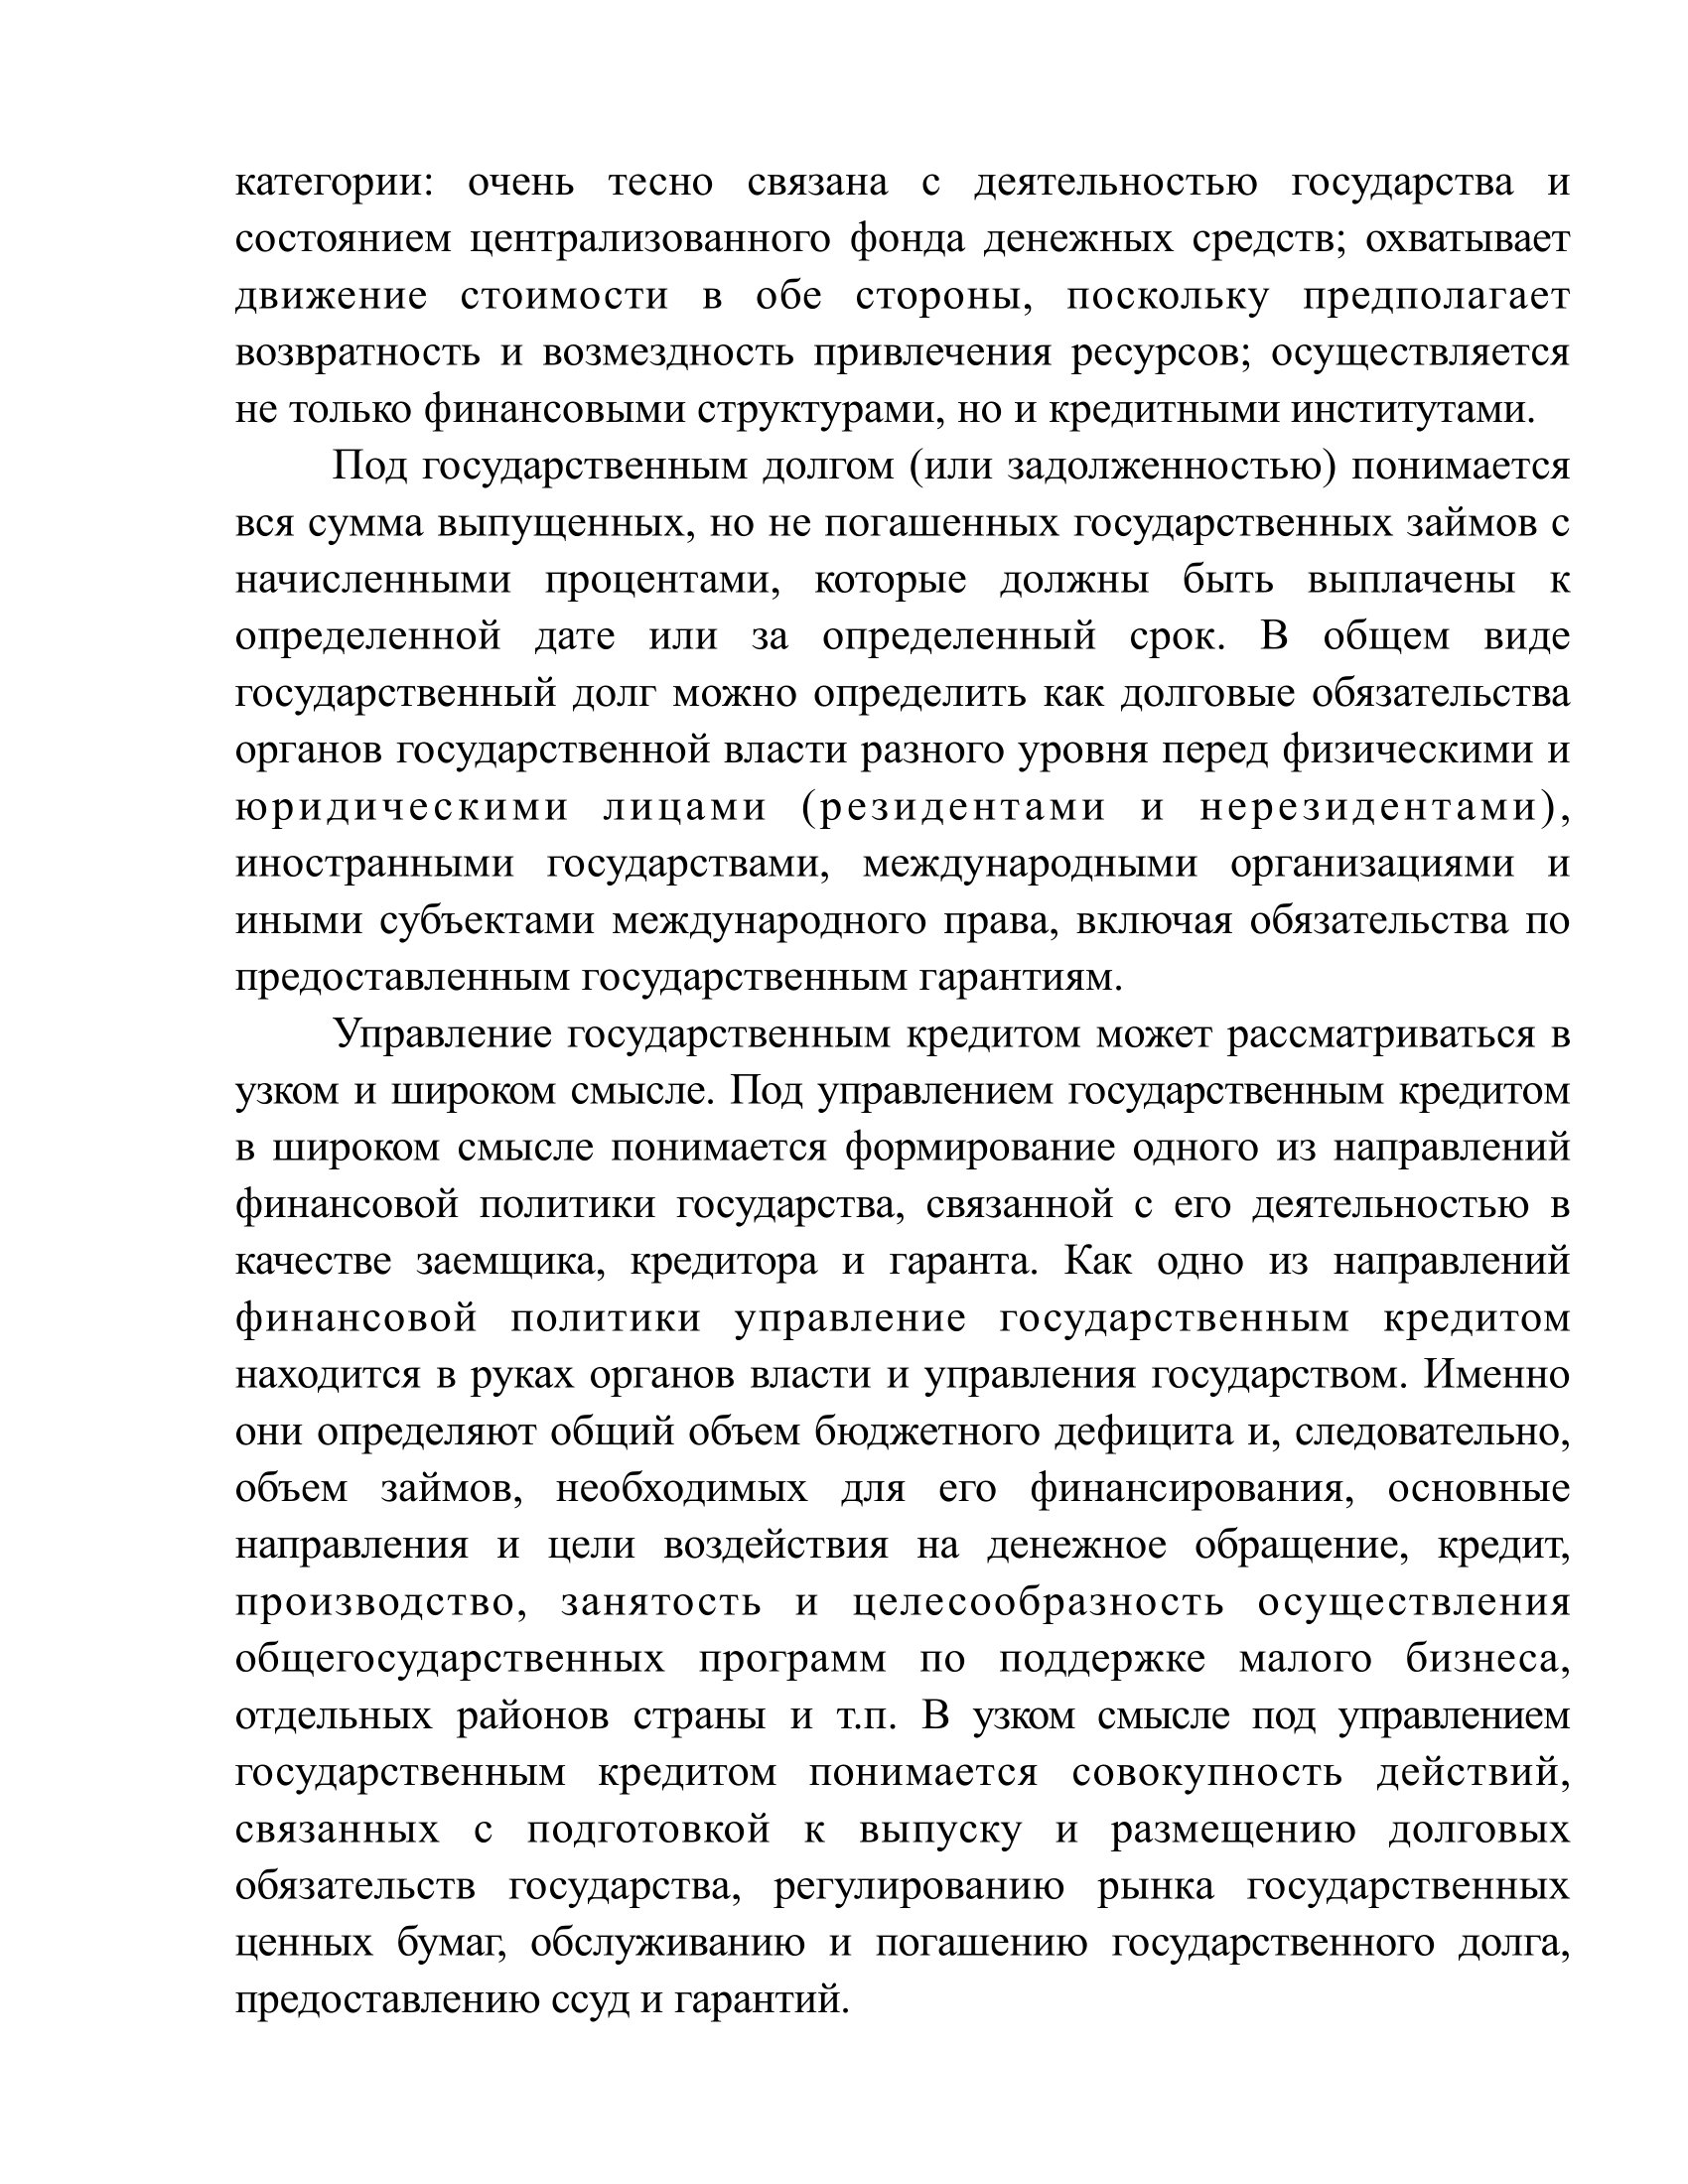 категории: очень тесно связана с деятельностью государства и
состоянием централизованного фонда денежных средств; охватывает
движение стоимости в обе стороны, поскольку предполагает
возвратность и возмездность привлечения ресурсов; осуществляется
не только финансовыми структурами, но и кредитными институтами.
Под государственным долгом (или задолженностью) понимается
вся сумма выпущенных, но не погашенных государственных займов с
начисленными процентами, которые должны быть выплачены к
определенной дате или за определенный срок. В общем виде
государственный долг можно определить как долговые обязательства
органов государственной власти разного уровня перед физическими и
юридическими лицами (резидентами и нерезидентами),
иностранными государствами, международными организациями и
иными субъектами международного права, включая обязательства по
предоставленным государственным гарантиям.
Управление государственным кредитом может рассматриваться в
узком и широком смысле. Под управлением государственным кредитом
в широком смысле понимается формирование одного из направлений
финансовой политики государства, связанной с его деятельностью в
качестве заемщика, кредитора и гаранта. Как одно из направлений
финансовой политики управление государственным кредитом
находится в руках органов власти и управления государством. Именно
они определяют общий объем бюджетного дефицита и, следовательно,
объем займов, необходимых для его финансирования, основные
направления и цели воздействия на денежное обращение, кредит,
производство, занятость и целесообразность осуществления
общегосударственных программ по поддержке малого бизнеса,
отдельных районов страны и т.п. В узком смысле под управлением
государственным кредитом понимается совокупность действий,
связанных с подготовкой к выпуску и размещению долговых
обязательств государства, регулированию рынка государственных
ценных бумаг, обслуживанию и погашению государственного долга,
предоставлению ссуд и гарантий.